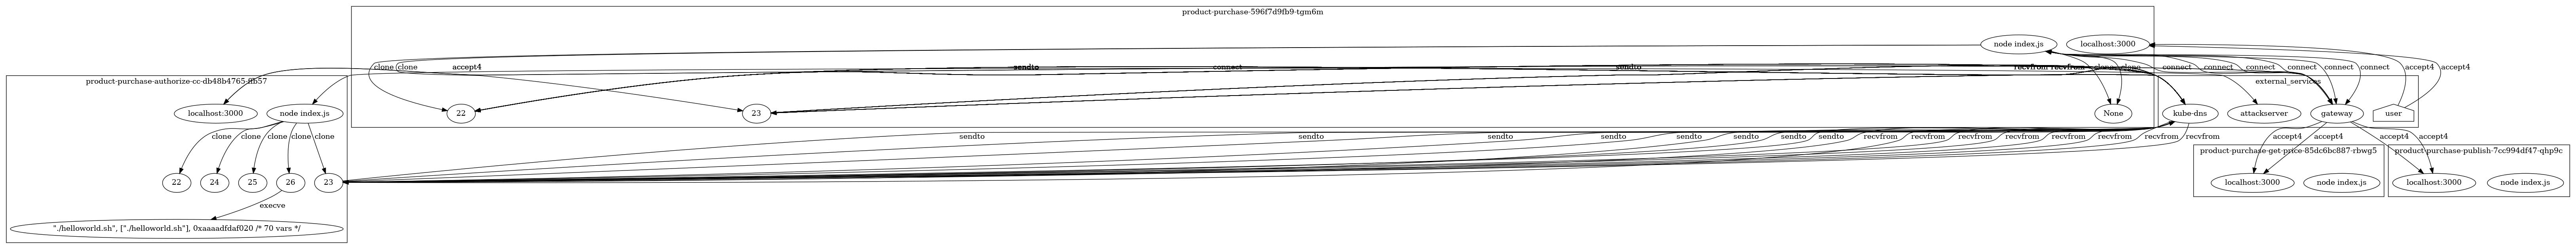 product-purchase-596f7d9fb9-tgm6m
node index.js
localhost:3000
clone
clone
accept4
sendto
connect
sendto
recvfrom
recvfrom
clone
clone
connect
connect
connect
connect
connect
accept4
accept4
product-purchase-authorize-cc-db48b4765-8b57
external_services
localhost:3000
node index.js
22
23
None
kube-dns
attackserver
gateway
user
clone
clone
clone
clone
clone
sendto
sendto
sendto
sendto
sendto
sendto
sendto
recvfrom
recvfrom
recvfrom
recvfrom
recvfrom
recvfrom
recvfrom
accept4
accept4
accept4
accept4
product-purchase-get-price-85dc6bc887-rbwg5
product-purchase-publish-7cc994df47-qhp9c
22
24
25
26
23
localhost:3000
node index.js
localhost:3000
node index.js
execve
"./helloworld.sh", ["./helloworld.sh"], 0xaaaadfdaf020 /* 70 vars */